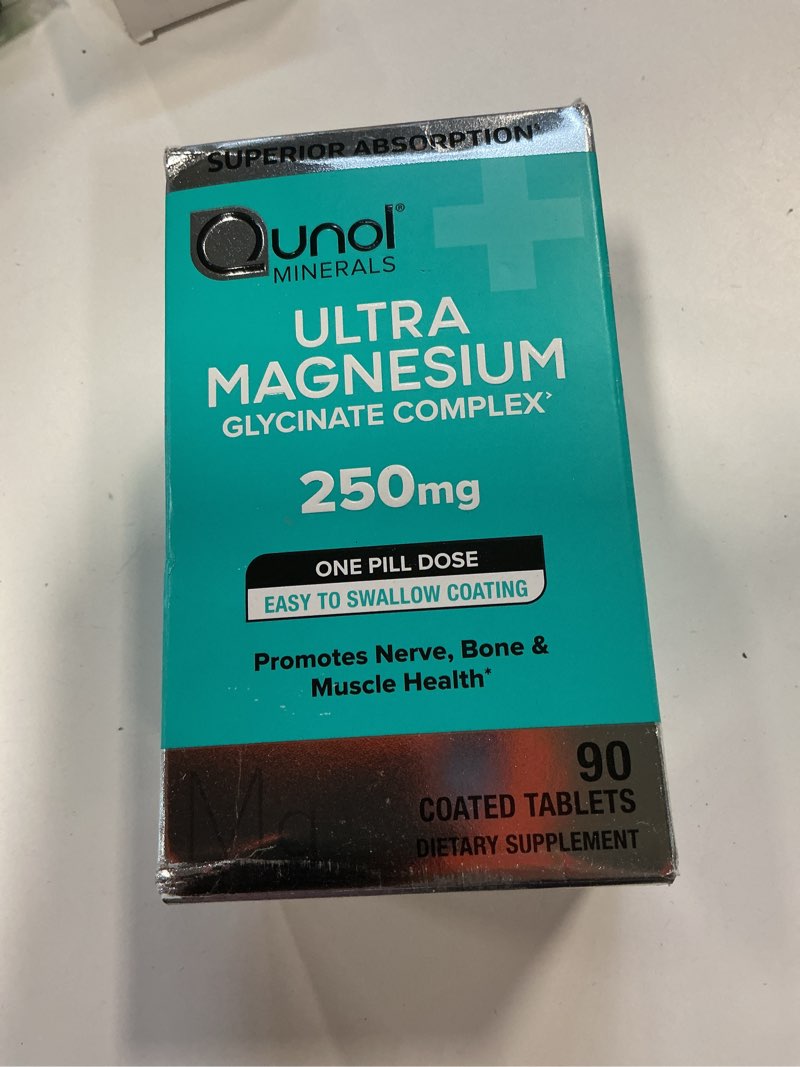 SUPERIOR ABSORPTION
Qunol®
MINERALS
ULTRA
MAGNESIUM
GLYCINATE COMPLEX›
250mg
ONE PILL DOSE
EASY TO SWALLOW COATING
Promotes Nerve, Bone &
Muscle Health*
Mg
90
COATED TABLETS
DIETARY SUPPLEMENT